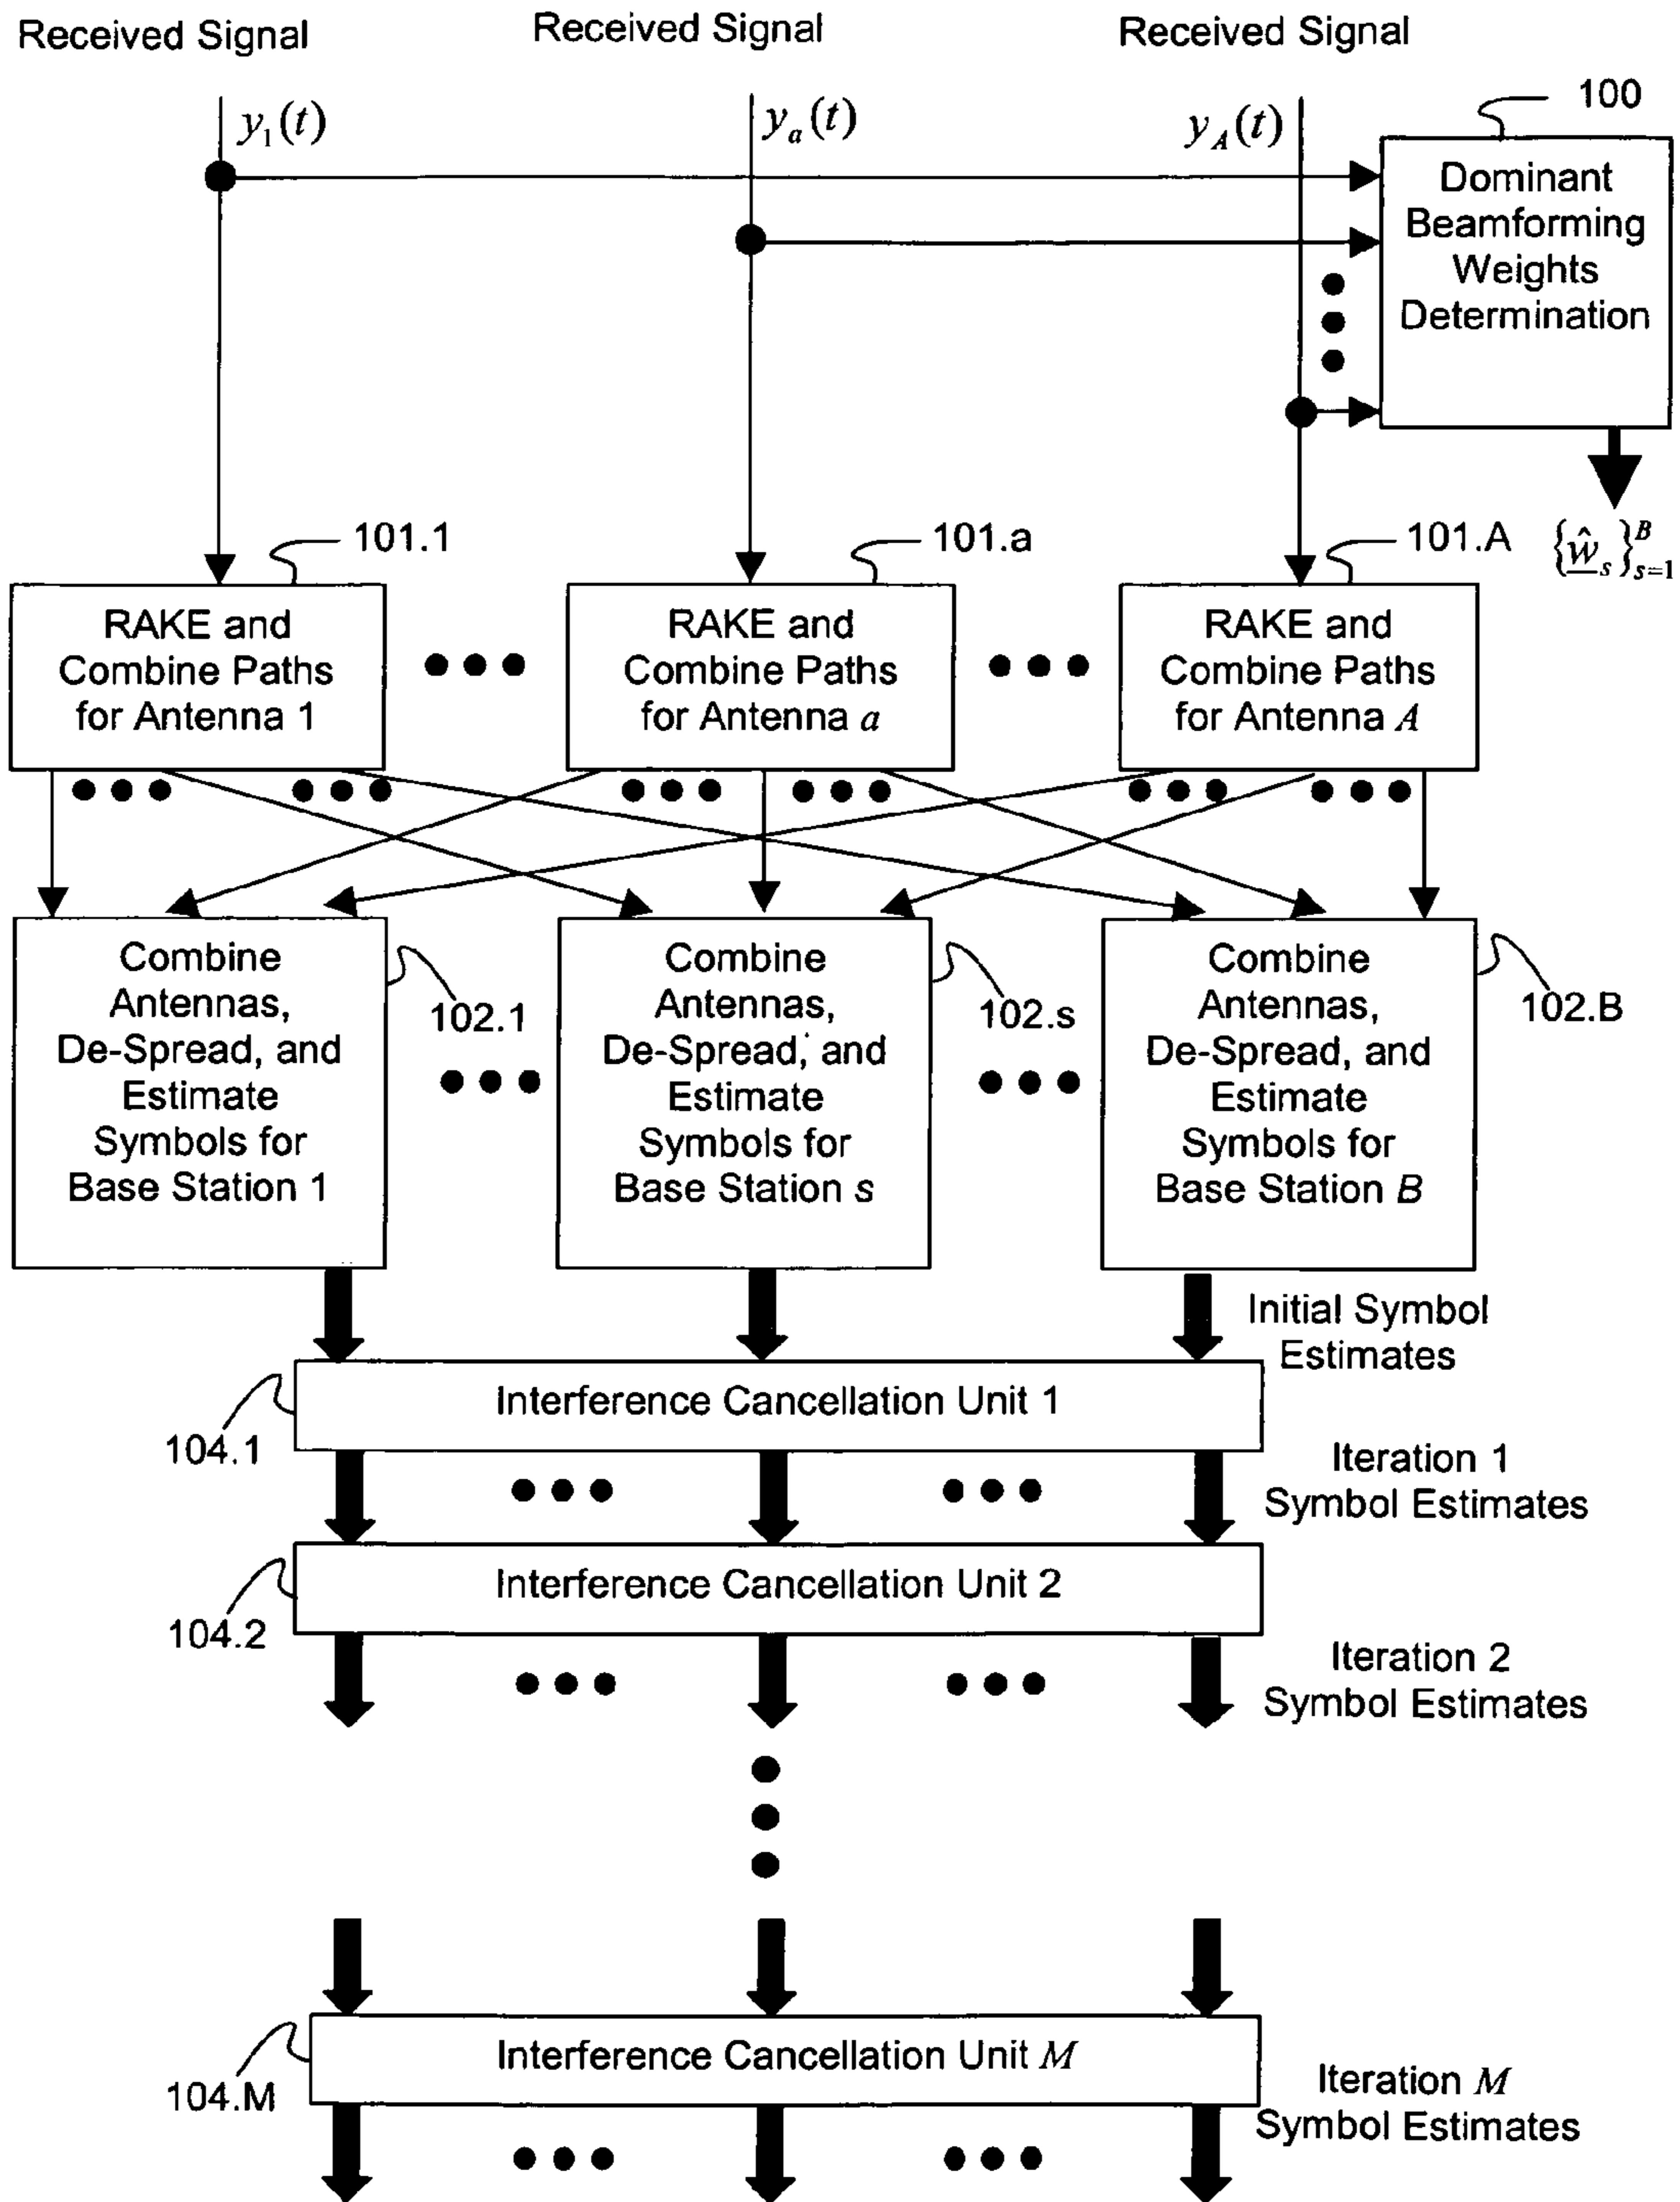 Received Signal
Received Signal
Received Signal
y₁(t)
yₐ(t)
y_A(t)
100
Dominant
Beamforming
Weights
Determination
{ŵ_s}_{s=1}^B
101.1
101.a
101.A
RAKE and
Combine Paths
for Antenna 1
RAKE and
Combine Paths
for Antenna a
RAKE and
Combine Paths
for Antenna A
Combine
Antennas,
De-Spread, and
Estimate
Symbols for
Base Station 1
102.1
Combine
Antennas,
De-Spread, and
Estimate
Symbols for
Base Station s
102.s
Combine
Antennas,
De-Spread, and
Estimate
Symbols for
Base Station B
102.B
Initial Symbol
Estimates
Interference Cancellation Unit 1
104.1
Iteration 1
Symbol Estimates
Interference Cancellation Unit 2
104.2
Iteration 2
Symbol Estimates
Interference Cancellation Unit M
104.M
Iteration M
Symbol Estimates